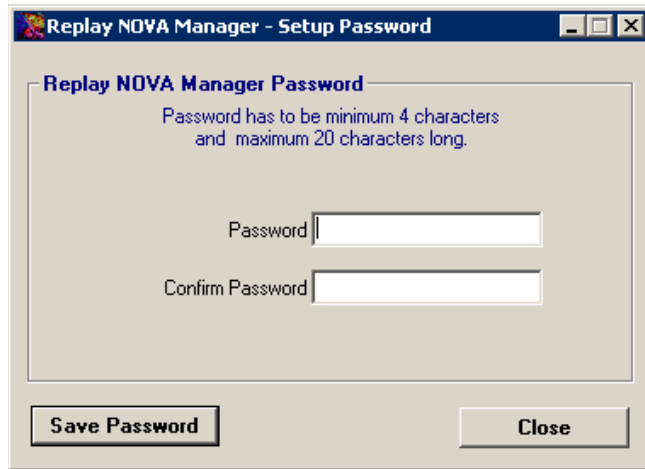 Replay NOVA Manager - Setup Password
Replay NOVA Manager Password
Password has to be minimum 4 characters
and maximum 20 characters long.
Password
Confirm Password
Save Password
Close